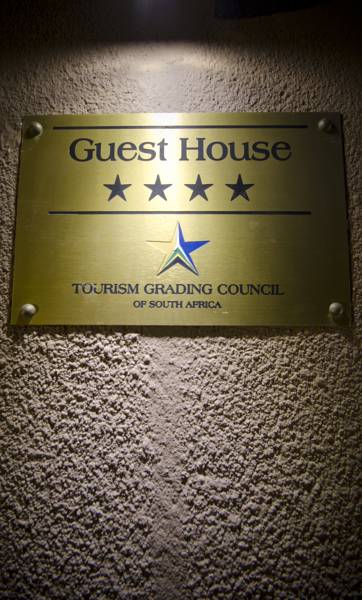 Guest House
★★★★
TOURISM GRADING COUNCIL
OF SOUTH AFRICA